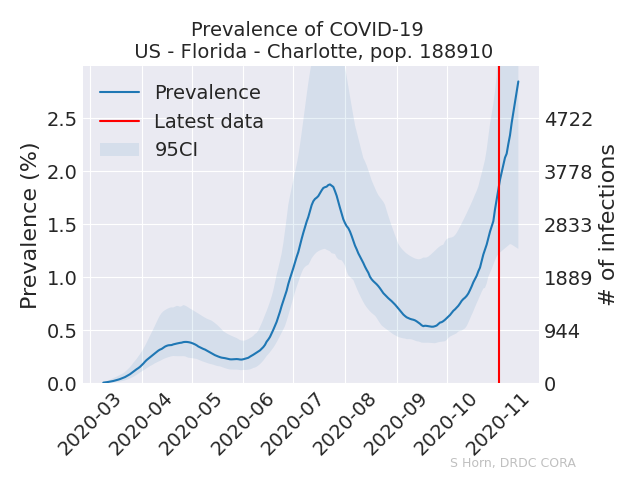 Prevalence of COVID-19
US - Florida - Charlotte, pop. 188910
Prevalence
Latest data
95CI
Prevalence (%)
2.5
2.0
1.5
1.0
0.5
0.0
4722
3778
2833
1889
944
0
# of infections
2020-03
2020-04
2020-05
2020-06
2020-07
2020-08
2020-09
2020-10
2020-11
S Horn, DRDC CORA